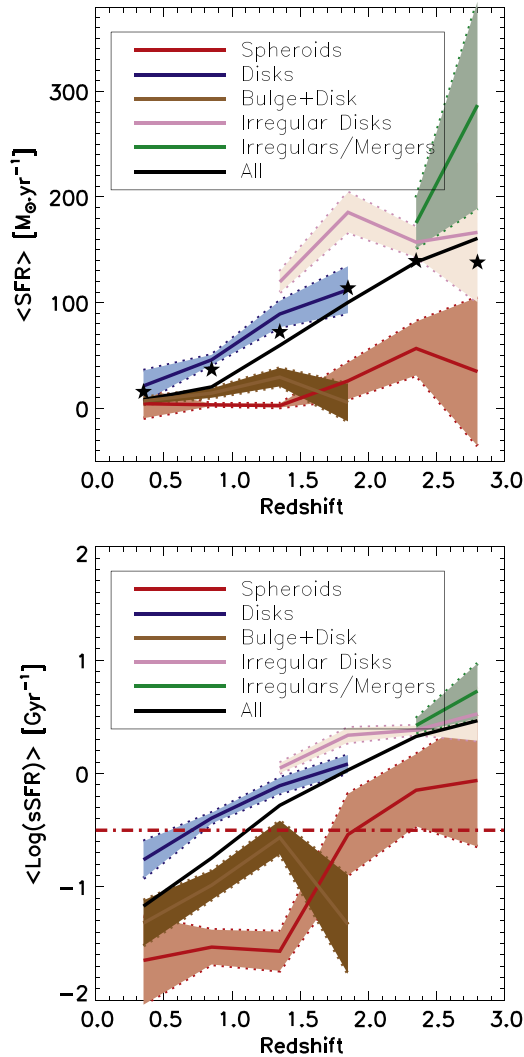 Spheroids
Disks
Bulge+Disk
Irregular Disks
Irregulars/Mergers
All
<SFR> [M⊙.yr⁻¹]
300
200
100
0
0.0 0.5 1.0 1.5 2.0 2.5 3.0
Redshift
Spheroids
Disks
Bulge+Disk
Irregular Disks
Irregulars/Mergers
All
<Log(sSFR)> [Gyr⁻¹]
2
1
0
−1
−2
0.0 0.5 1.0 1.5 2.0 2.5 3.0
Redshift